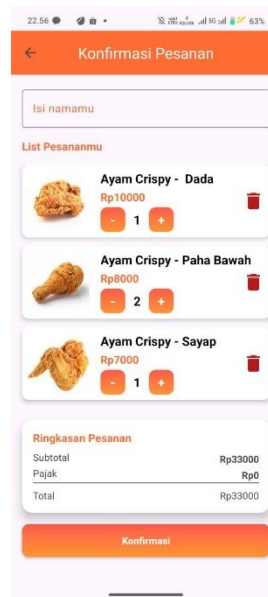 22.56
5G
63%
Konfirmasi Pesanan
Isi namamu
List Pesananmu
Ayam Crispy - Dada
Rp10000
- 1 +
Ayam Crispy - Paha Bawah
Rp8000
- 2 +
Ayam Crispy - Sayap
Rp7000
- 1 +
Ringkasan Pesanan
Subtotal Rp33000
Pajak Rp0
Total Rp33000
Konfirmasi